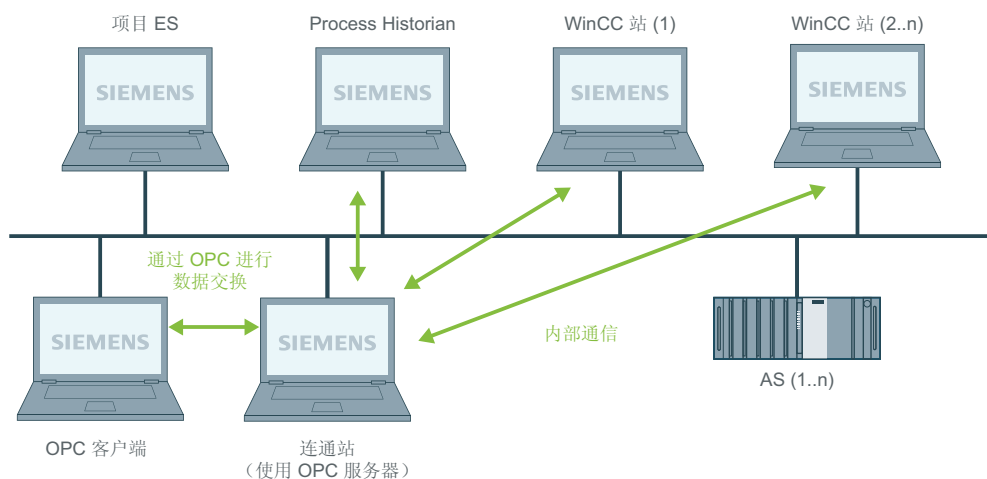 项目 ES
Process Historian
WinCC 站 (1)
WinCC 站 (2..n)
SIEMENS
SIEMENS
SIEMENS
SIEMENS
通过 OPC 进行
数据交换
内部通信
SIEMENS
SIEMENS
AS (1..n)
OPC 客户端
连通站
（使用 OPC 服务器）